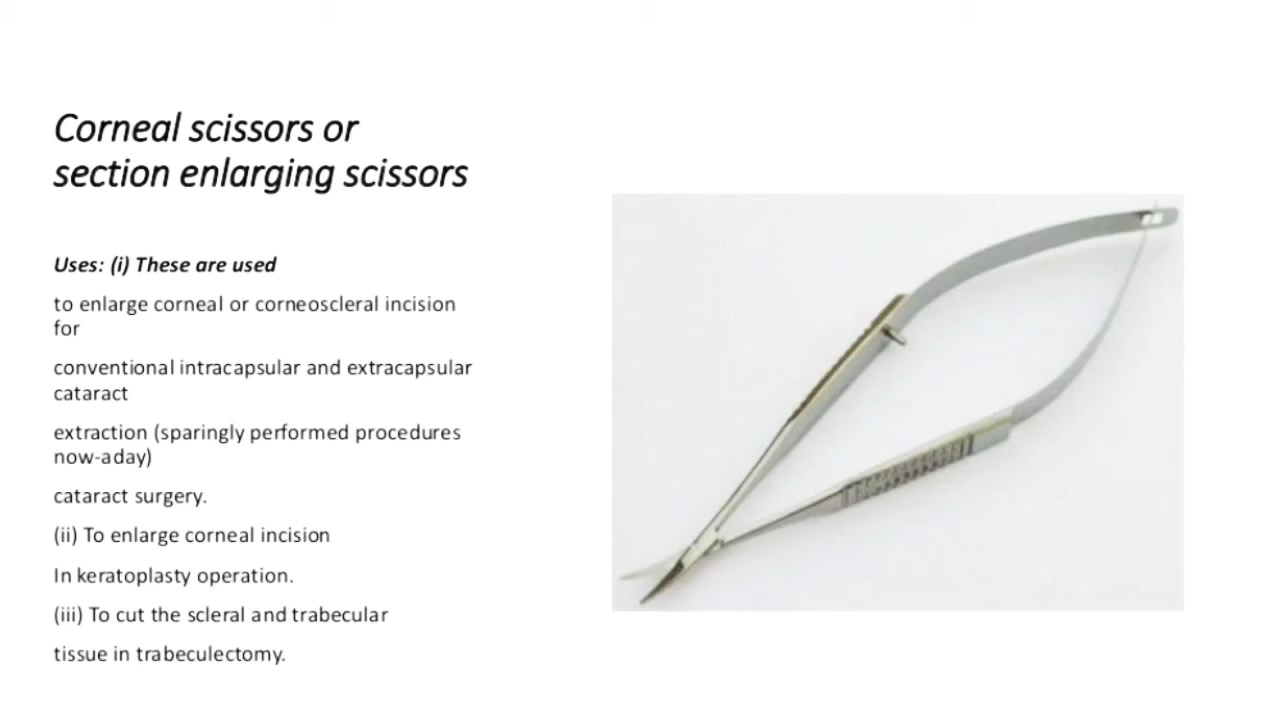 Corneal scissors or
section enlarging scissors
Uses: (i) These are used
to enlarge corneal or corneoscleral incision
for
conventional intracapsular and extracapsular
cataract
extraction (sparingly performed procedures
now-aday)
cataract surgery.
(ii) To enlarge corneal incision
In keratoplasty operation.
(iii) To cut the scleral and trabecular
tissue in trabeculectomy.